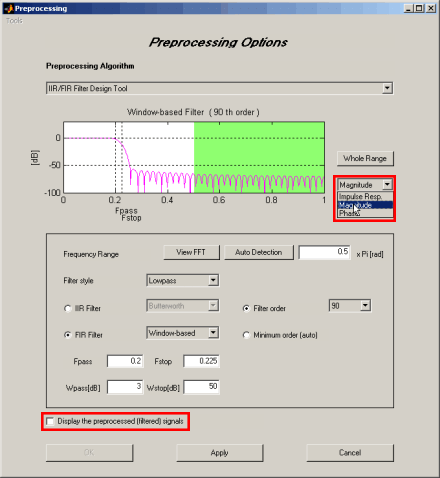 Preprocessing
Tools
Preprocessing Options
Preprocessing Algorithm
IIR/FIR Filter Design Tool
Window-based Filter ( 90 th order )
[dB]
0
-50
-100
0 0.2 0.4 0.6 0.8 1
Fpass
Fstop
Whole Range
Magnitude
Impulse Resp.
Magnitude
Phase
Frequency Range View FFT Auto Detection 0.5 x Pi [rad]
Filter style Lowpass
IIR Filter Butterworth Filter order 90
FIR Filter Window-based Minimum order (auto)
Fpass 0.2 Fstop 0.225
Wpass[dB] 3 Wstop[dB] 50
Display the preprocessed (filtered) signals
OK Apply Cancel